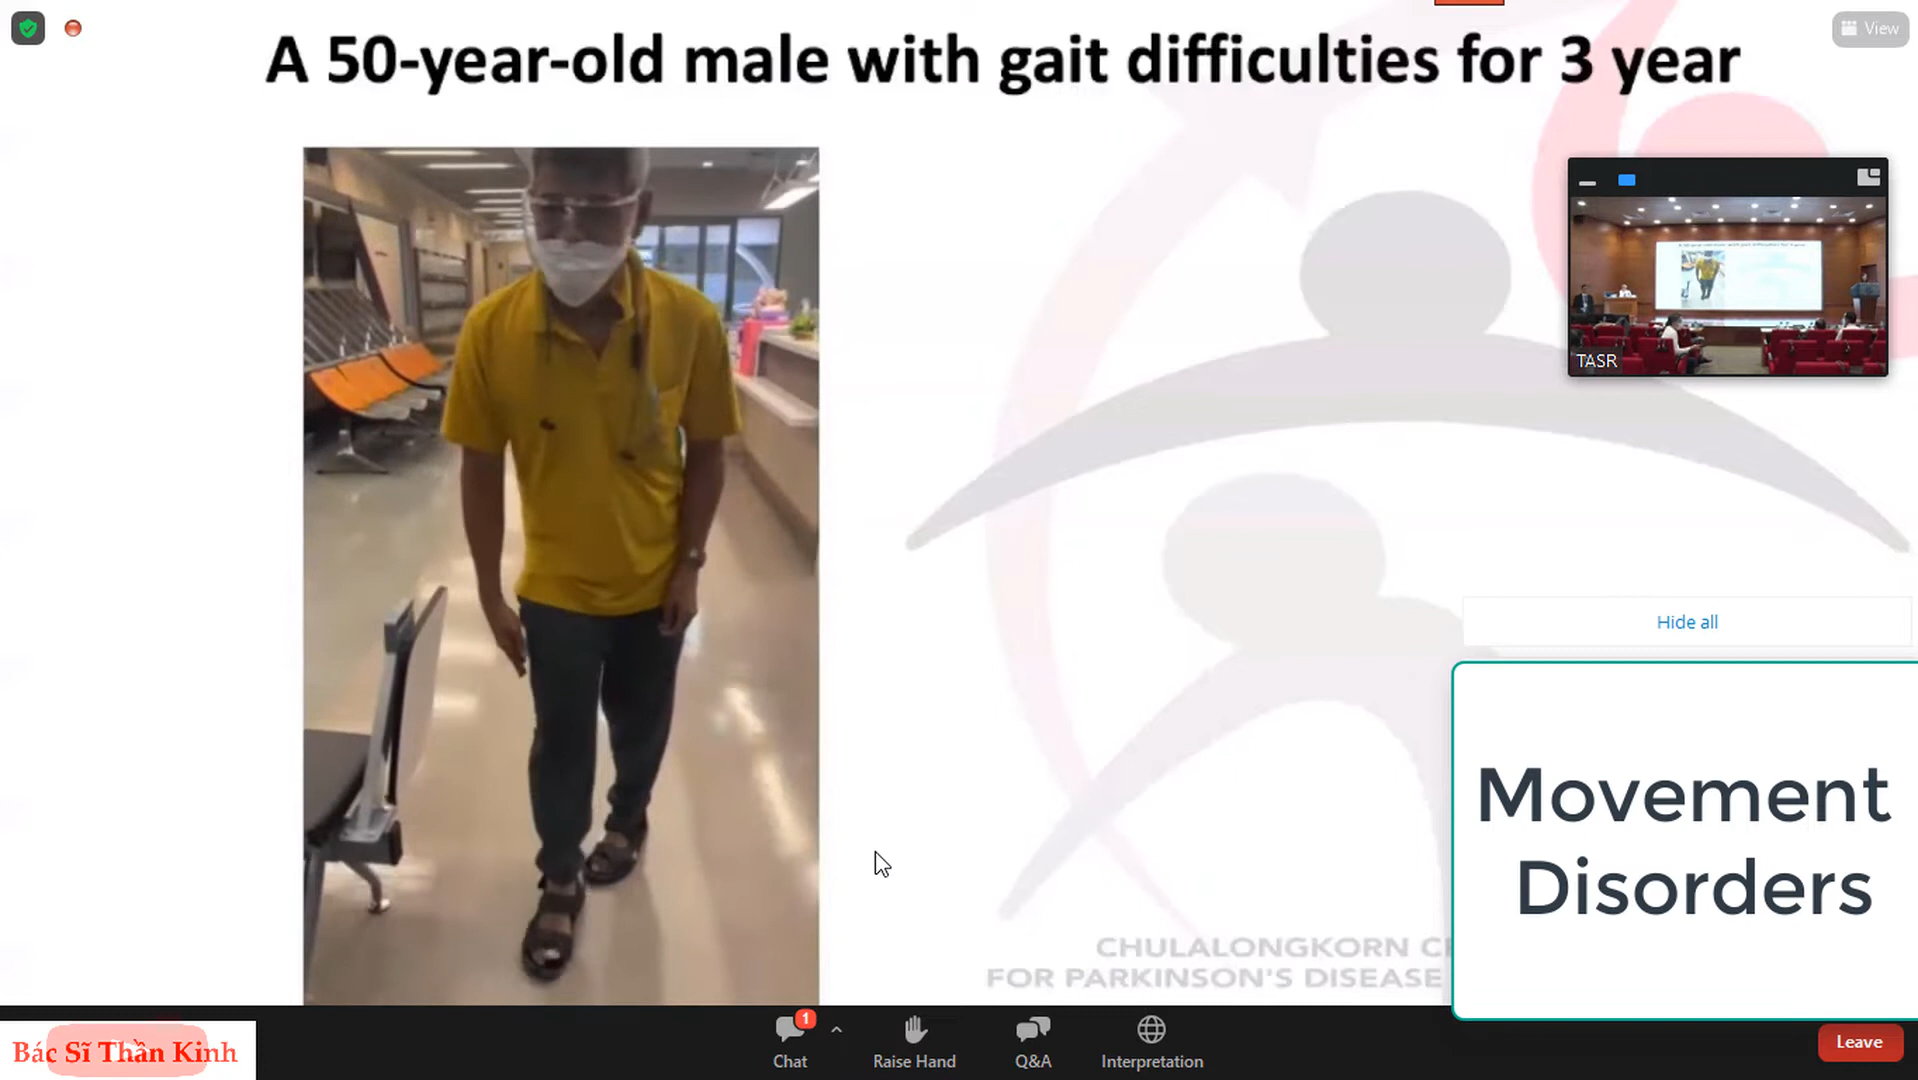 View
A 50-year-old male with gait difficulties for 3 year
TASR
Hide all
Movement
Disorders
CHULALONGKORN
FOR PARKINSON'S DISEASE
Bác Sĩ Thần Kinh
1
Chat
Raise Hand
Q&A
Interpretation
Leave